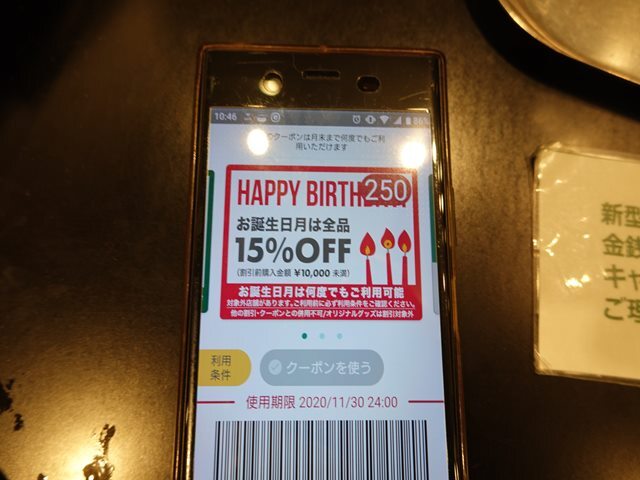 10:46
86%
クーポンは月末まで何度でもご利
用いただけます
HAPPY BIRTH
250
お誕生日月は全品
15%OFF
(割引前購入金額 ¥10,000 未満)
お誕生日月は何度でもご利用可能
対象外店舗があります。ご利用前に必ず利用条件をご確認ください。
他の割引・クーポンとの併用不可/オリジナルグッズは割引対象外
利用
条件
クーポンを使う
使用期限 2020/11/30 24:00
新型
金銭
キャ
ご理